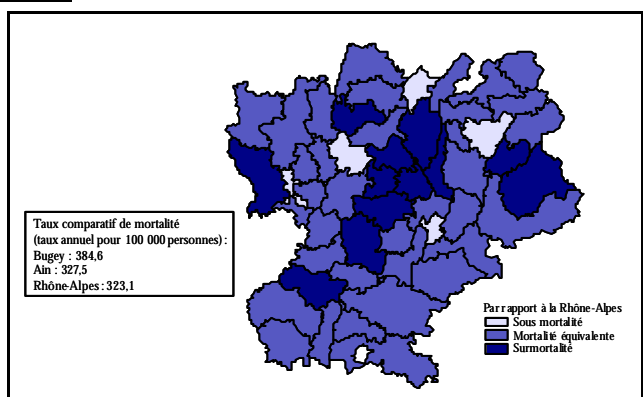 Taux comparatif de mortalité
(taux annuel pour 100 000 personnes) :
Bugey : 384,6
Ain : 327,5
Rhône-Alpes : 323,1
Par rapport à la Rhône-Alpes
Sous mortalité
Mortalité équivalente
Surmortalité